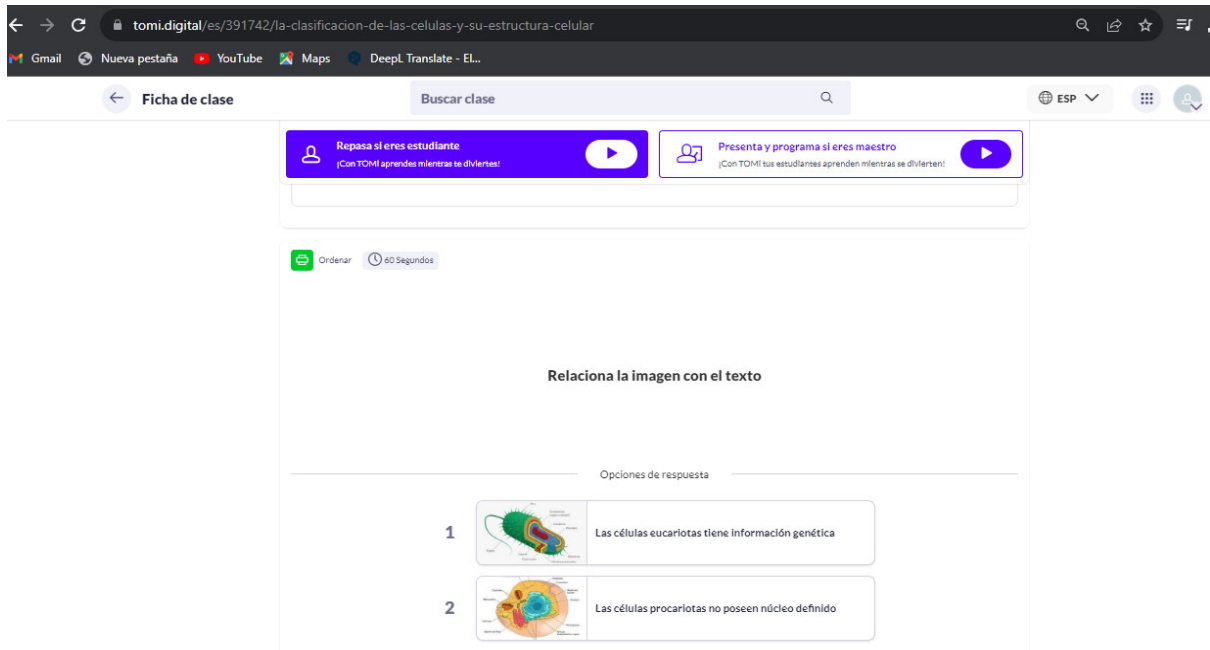 tomi.digital/es/391742/la-clasificacion-de-las-celulas-y-su-estructura-celular
Gmail Nueva pestaña YouTube Maps DeepL Translate - El...
Ficha de clase Buscar clase ESP
Repasa si eres estudiante
¡Con TOMi aprendes mientras te diviertes!
Presenta y programa si eres maestro
¡Con TOMi tus estudiantes aprenden mientras se divierten!
Ordenar 60 Segundos
Relaciona la imagen con el texto
Opciones de respuesta
1 Las células eucariotas tiene información genética
2 Las células procariotas no poseen núcleo definido